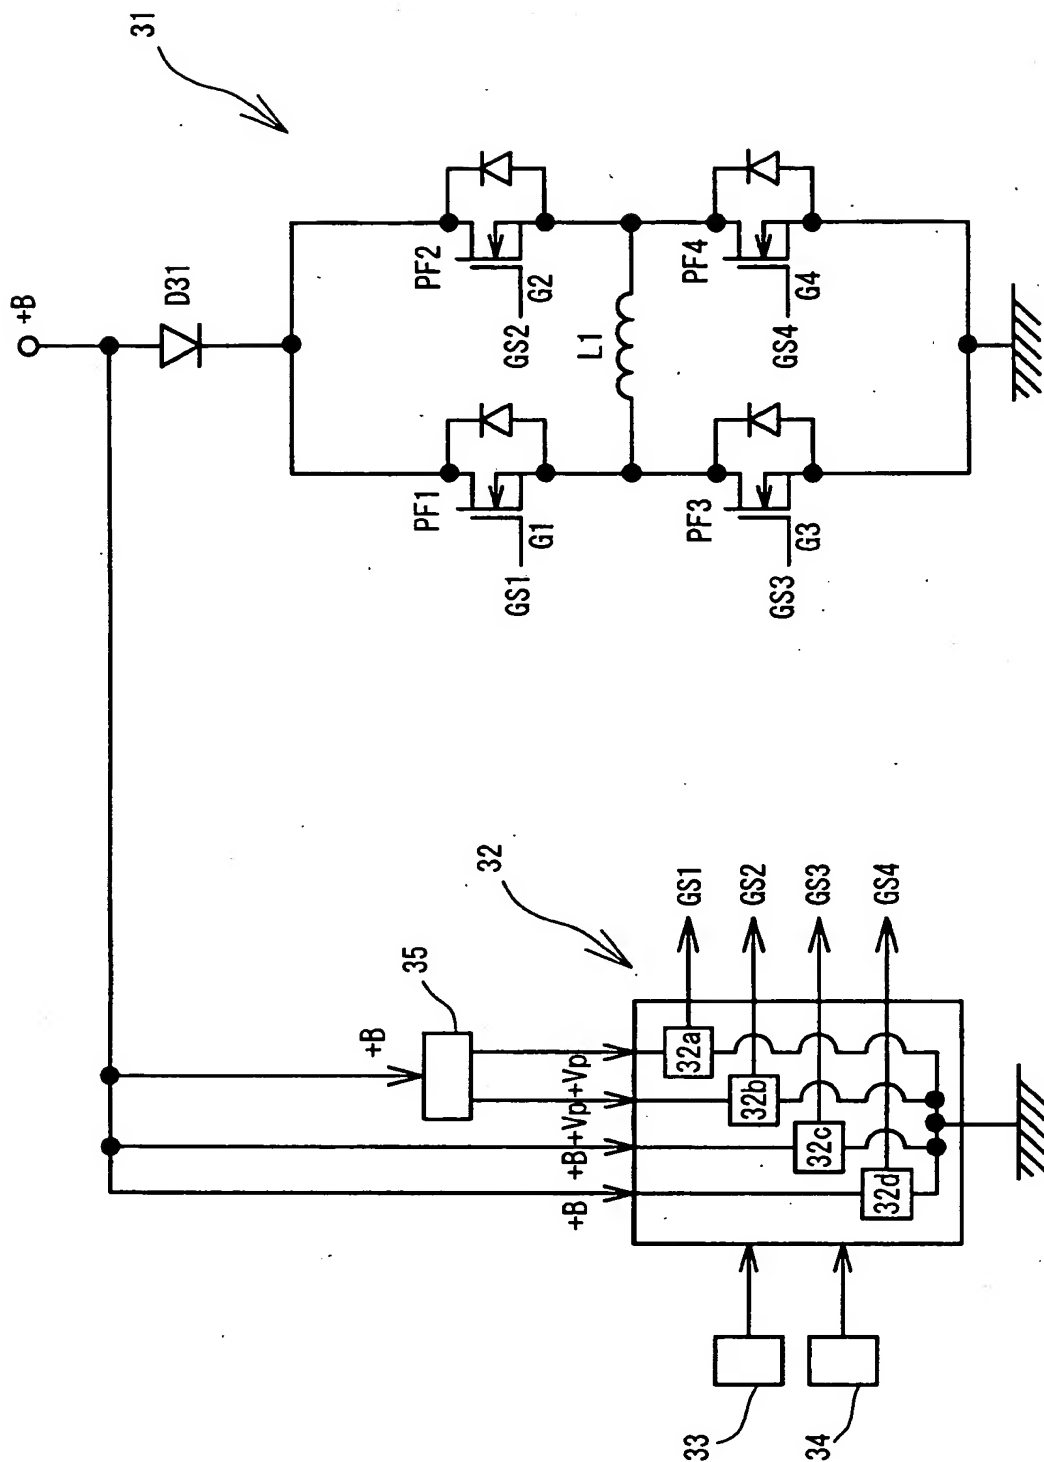 +B
31
D31
PF1
G1
GS1
PF2
G2
GS2
L1
PF3
G3
GS3
PF4
G4
GS4
32
35
+B
+B
+B
+Vp
+Vp
32a
32b
32c
32d
GS1
GS2
GS3
GS4
33
34